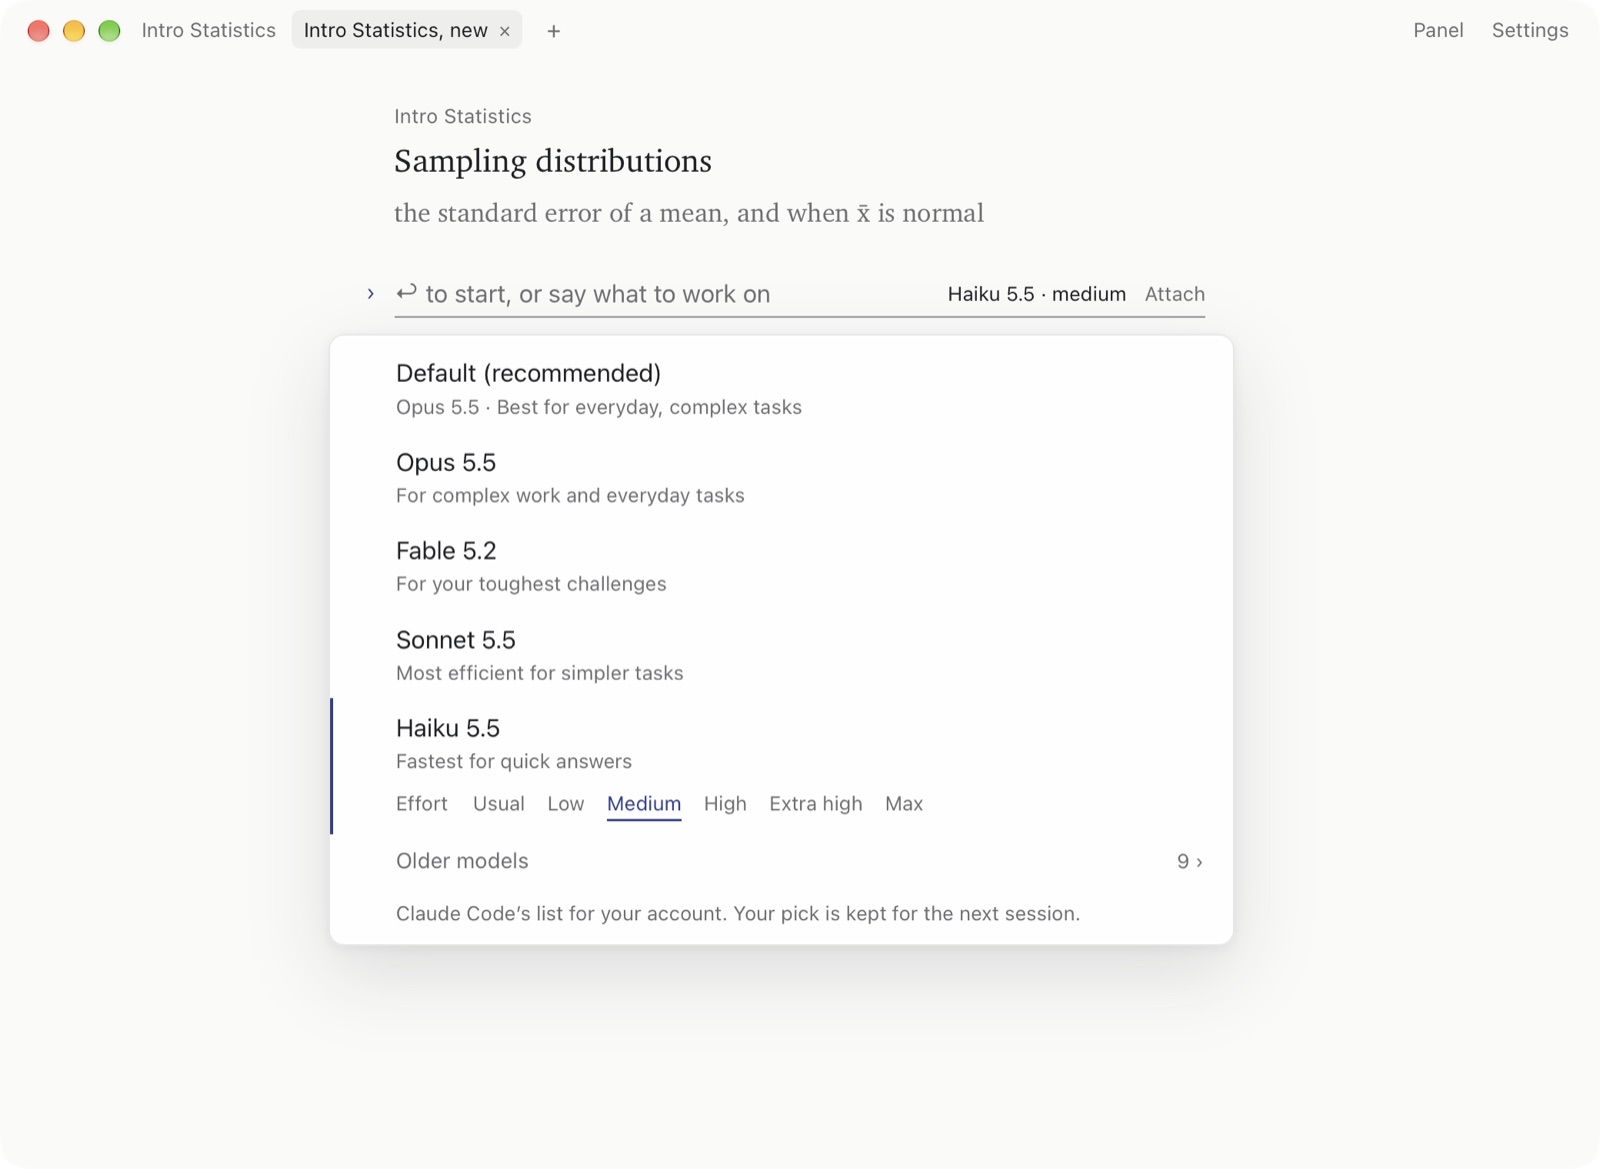 Intro Statistics
Intro Statistics, new ×
+
Panel
Settings
Intro Statistics
Sampling distributions
the standard error of a mean, and when x̄ is normal
› ↩ to start, or say what to work on
Haiku 5.5 · medium
Attach
Default (recommended)
Opus 5.5 · Best for everyday, complex tasks
Opus 5.5
For complex work and everyday tasks
Fable 5.2
For your toughest challenges
Sonnet 5.5
Most efficient for simpler tasks
Haiku 5.5
Fastest for quick answers
Effort Usual Low Medium High Extra high Max
Older models 9 ›
Claude Code’s list for your account. Your pick is kept for the next session.